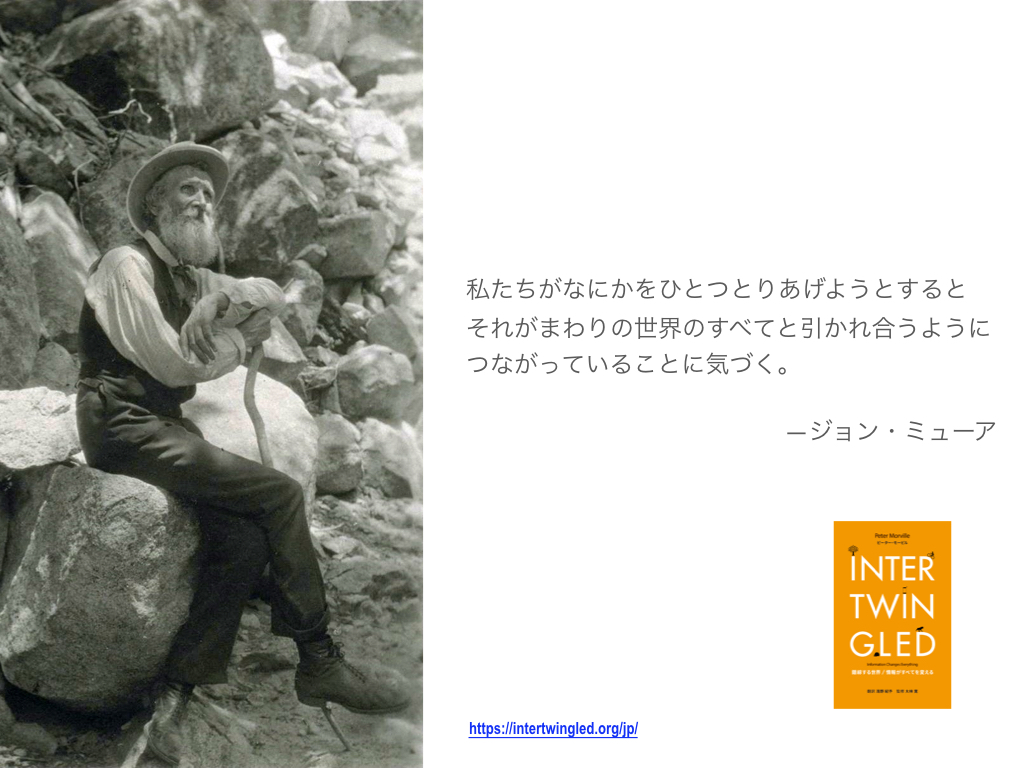 私たちがなにかをひとつとりあげようとすると
それがまわりの世界のすべてと引かれ合うように
つながっていることに気づく。
—ジョン・ミューア
Peter Morville
ピーター・モービル
INTER
TWIN
GLED
Information Changes Everything
https://intertwingled.org/jp/